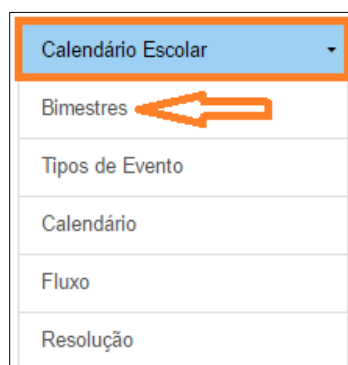 Calendário Escolar
Bimestres
Tipos de Evento
Calendário
Fluxo
Resolução